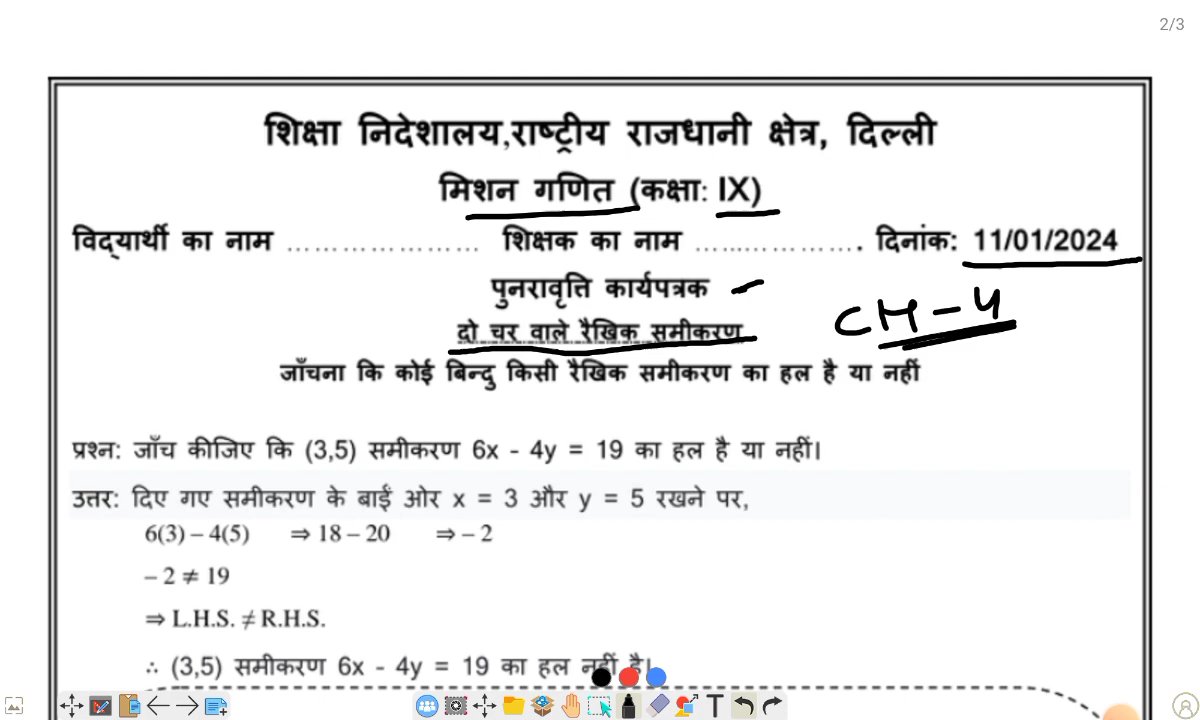 2/3
शिक्षा निदेशालय,राष्ट्रीय राजधानी क्षेत्र, दिल्ली
मिशन गणित (कक्षा: IX)
विद्यार्थी का नाम ………………… शिक्षक का नाम ……………. दिनांक: 11/01/2024
पुनरावृत्ति कार्यपत्रक
दो चर वाले रैखिक समीकरण
CH-4
जाँचना कि कोई बिन्दु किसी रैखिक समीकरण का हल है या नहीं
प्रश्न: जाँच कीजिए कि (3,5) समीकरण 6x - 4y = 19 का हल है या नहीं।
उत्तर: दिए गए समीकरण के बाईं ओर x = 3 और y = 5 रखने पर,
6(3) – 4(5) ⇒ 18 – 20 ⇒ – 2
– 2 ≠ 19
⇒ L.H.S. ≠ R.H.S.
∴ (3,5) समीकरण 6x - 4y = 19 का हल नहीं है।